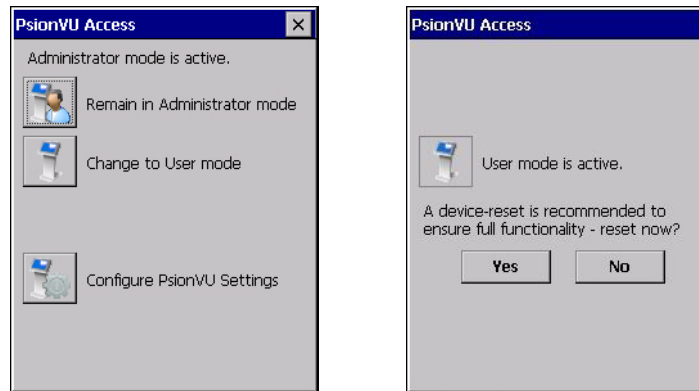 PsionVU Access
Administrator mode is active.
Remain in Administrator mode
Change to User mode
Configure PsionVU Settings
PsionVU Access
User mode is active.
A device-reset is recommended to
ensure full functionality - reset now?
Yes
No